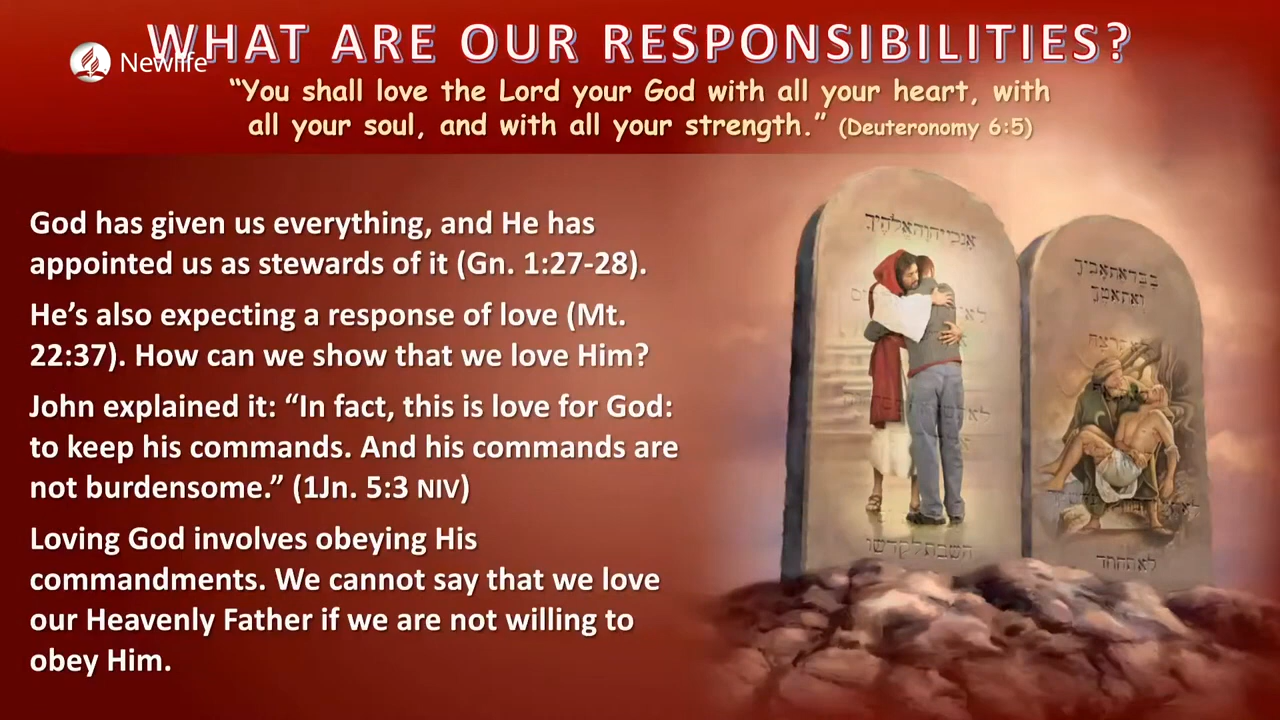 WHAT ARE OUR RESPONSIBILITIES?
Newlife
“You shall love the Lord your God with all your heart, with
all your soul, and with all your strength.” (Deuteronomy 6:5)
God has given us everything, and He has
appointed us as stewards of it (Gn. 1:27-28).
He’s also expecting a response of love (Mt.
22:37). How can we show that we love Him?
John explained it: “In fact, this is love for God:
to keep his commands. And his commands are
not burdensome.” (1Jn. 5:3 NIV)
Loving God involves obeying His
commandments. We cannot say that we love
our Heavenly Father if we are not willing to
obey Him.